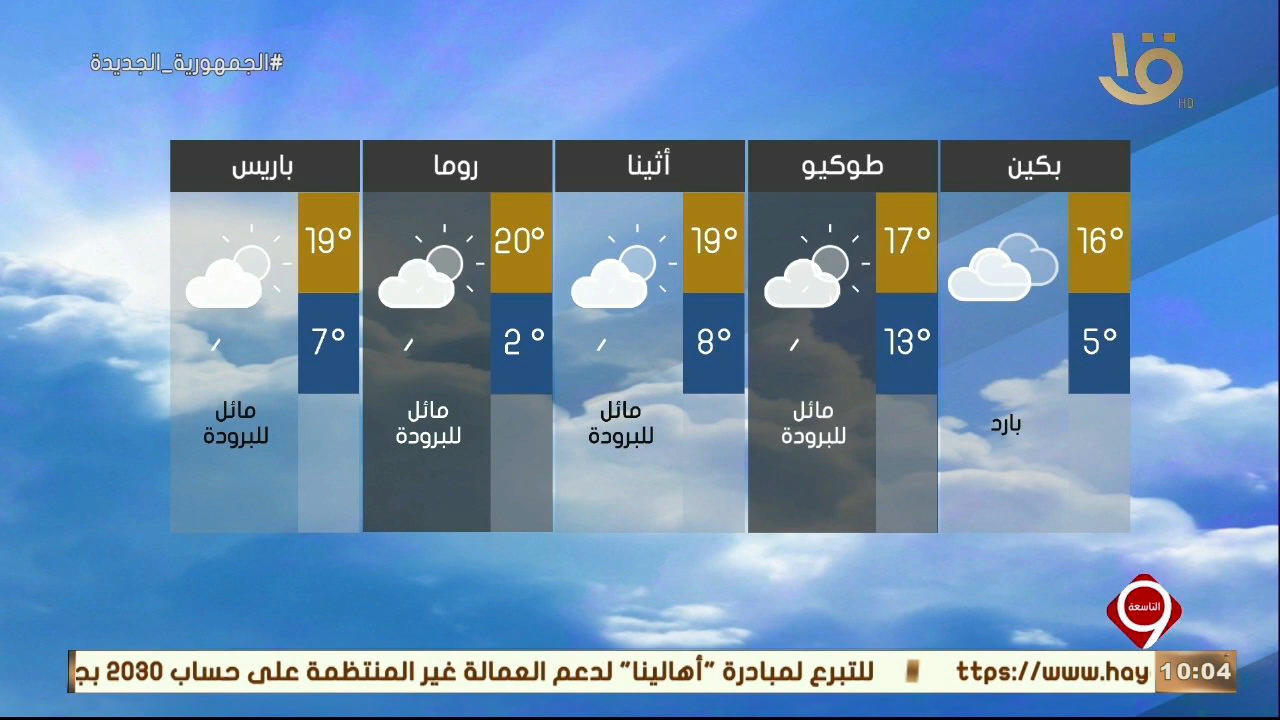 #الجمهورية_الجديدة
HD
بكين
16°
5°
بارد
طوكيو
17°
13°
مائل
للبرودة
أثينا
19°
8°
مائل
للبرودة
روما
20°
2°
مائل
للبرودة
باريس
19°
7°
مائل
للبرودة
التاسعة
9
10:04
ttps://www.hay
للتبرع لمبادرة "أهالينا" لدعم العمالة غير المنتظمة على حساب 2030 بج